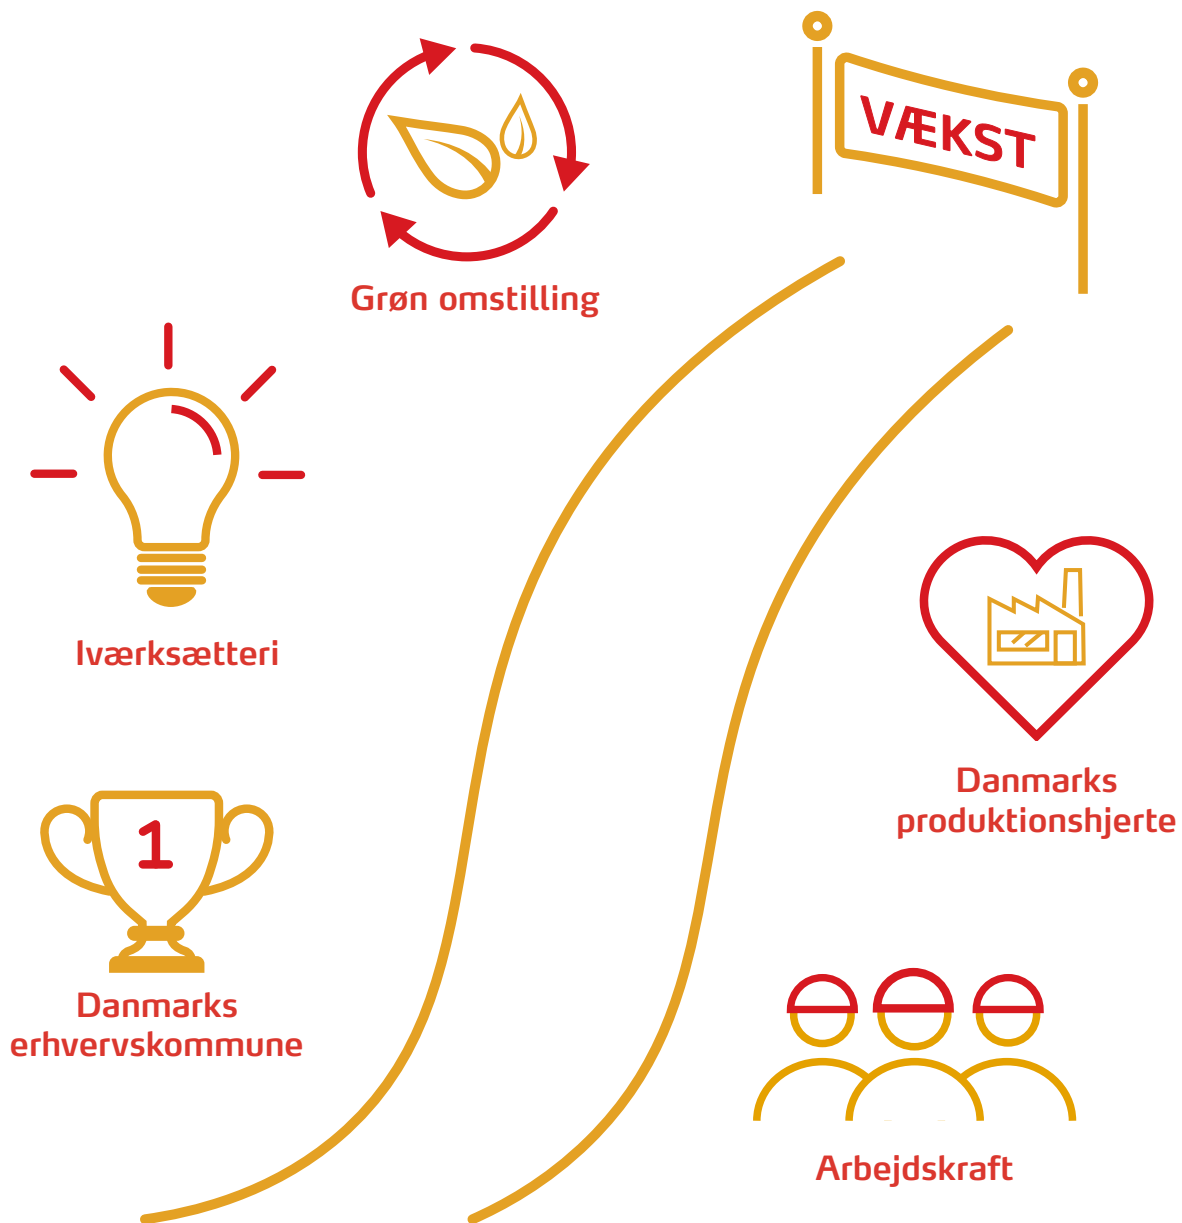 VÆKST
Grøn omstilling
Iværksætteri
Danmarks
produktionshjerte
1
Danmarks
erhvervskommune
Arbejdskraft